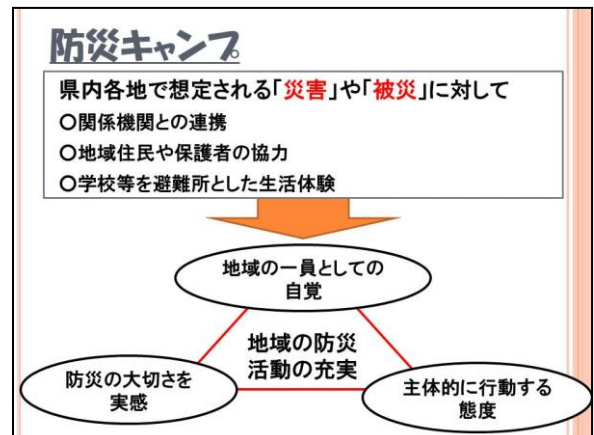 防災キャンプ
県内各地で想定される「災害」や「被災」に対して
○関係機関との連携
○地域住民や保護者の協力
○学校等を避難所とした生活体験
地域の一員としての
自覚
地域の防災
活動の充実
防災の大切さを
実感
主体的に行動する
態度